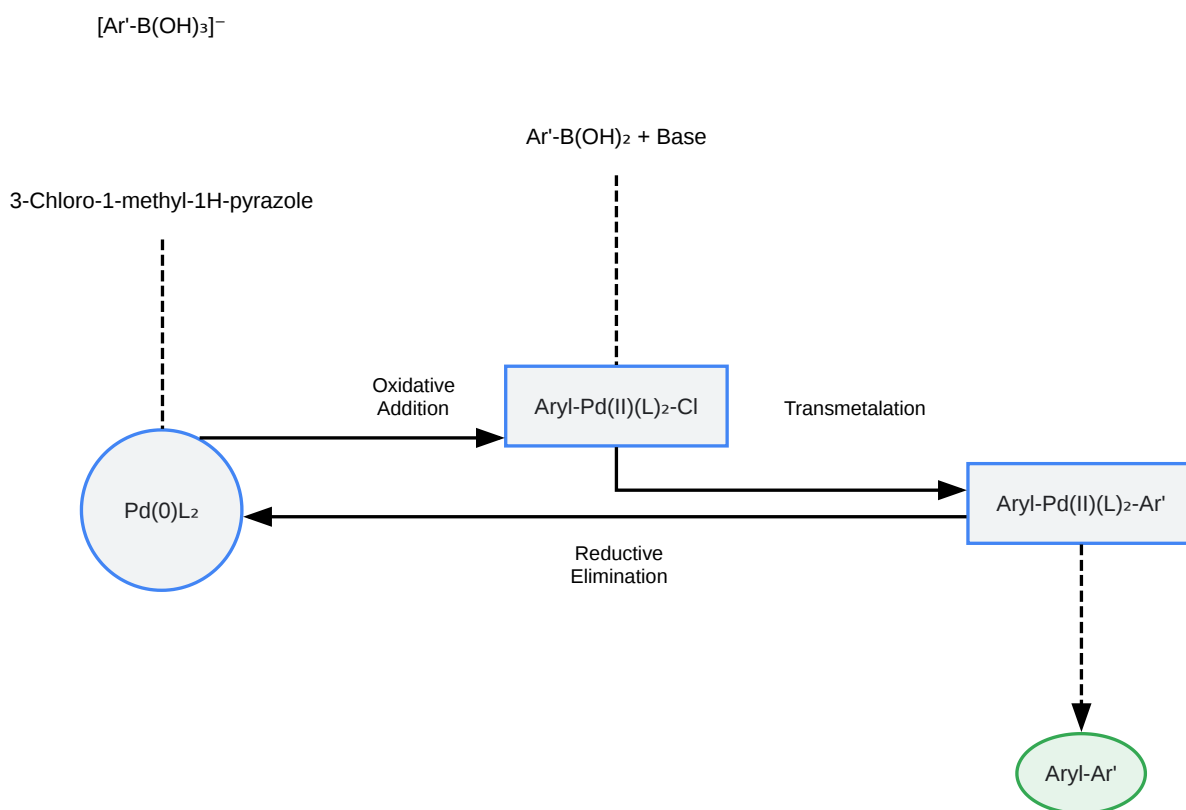 [Ar'-B(OH)₃]⁻
Ar'-B(OH)₂ + Base
3-Chloro-1-methyl-1H-pyrazole
Oxidative
Addition
Aryl-Pd(II)(L)₂-Cl
Transmetalation
Pd(0)L₂
Aryl-Pd(II)(L)₂-Ar'
Reductive
Elimination
Aryl-Ar'